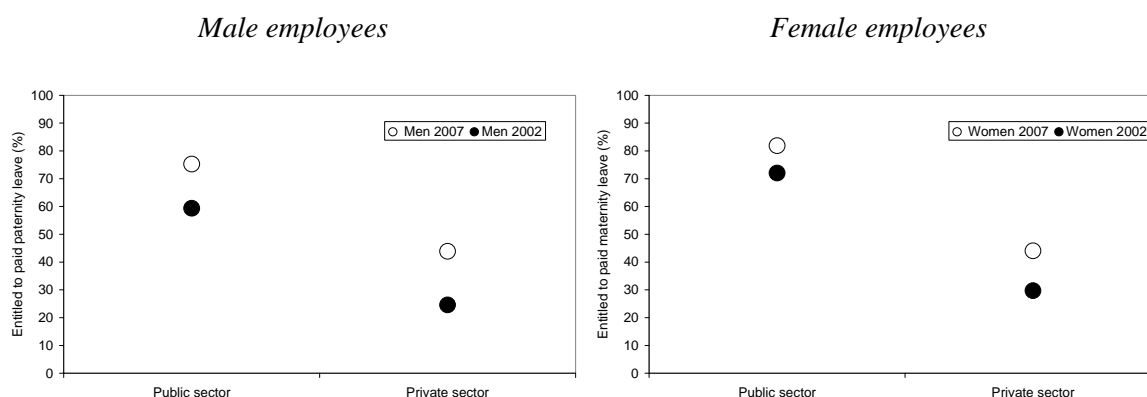 Male employees
Entitled to paid paternity leave (%)
100
90
80
70
60
50
40
30
20
10
0
Men 2007 Men 2002
Public sector Private sector
Female employees
Entitled to paid maternity leave (%)
100
90
80
70
60
50
40
30
20
10
0
Women 2007 Women 2002
Public sector Private sector